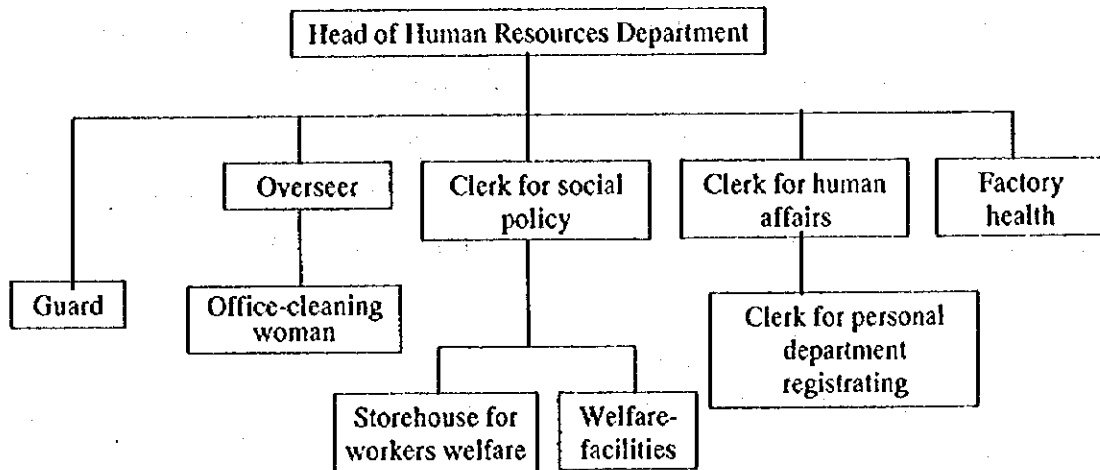 Head of Human Resources Department
Overseer
Clerk for social
policy
Clerk for human
affairs
Factory
health
Guard
Office-cleaning
woman
Clerk for personal
department
registrating
Storehouse for
workers welfare
Welfare-
facilities